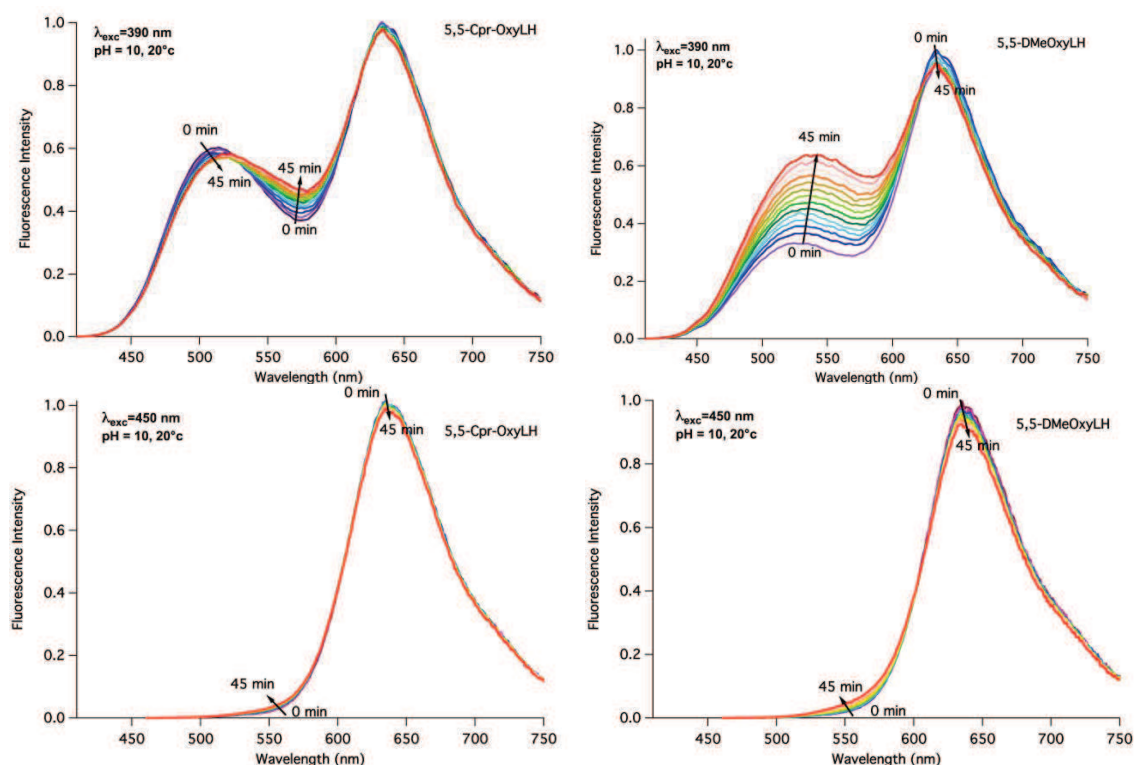 λexc=390 nm
pH = 10, 20°c
5,5-Cpr-OxyLH
0 min
45 min
45 min
0 min
Fluorescence Intensity
1.0
0.8
0.6
0.4
0.2
0.0
450 500 550 600 650 700 750
Wavelength (nm)
λexc=390 nm
pH = 10, 20°c
5,5-DMeOxyLH
0 min
45 min
45 min
0 min
Fluorescence Intensity
1.0
0.8
0.6
0.4
0.2
0.0
450 500 550 600 650 700 750
Wavelength (nm)
λexc=450 nm
pH = 10, 20°c
5,5-Cpr-OxyLH
0 min
45 min
45 min
0 min
Fluorescence Intensity
1.0
0.8
0.6
0.4
0.2
0.0
450 500 550 600 650 700 750
Wavelength (nm)
λexc=450 nm
pH = 10, 20°c
5,5-DMeOxyLH
0 min
45 min
45 min
0 min
Fluorescence Intensity
1.0
0.8
0.6
0.4
0.2
0.0
450 500 550 600 650 700 750
Wavelength (nm)